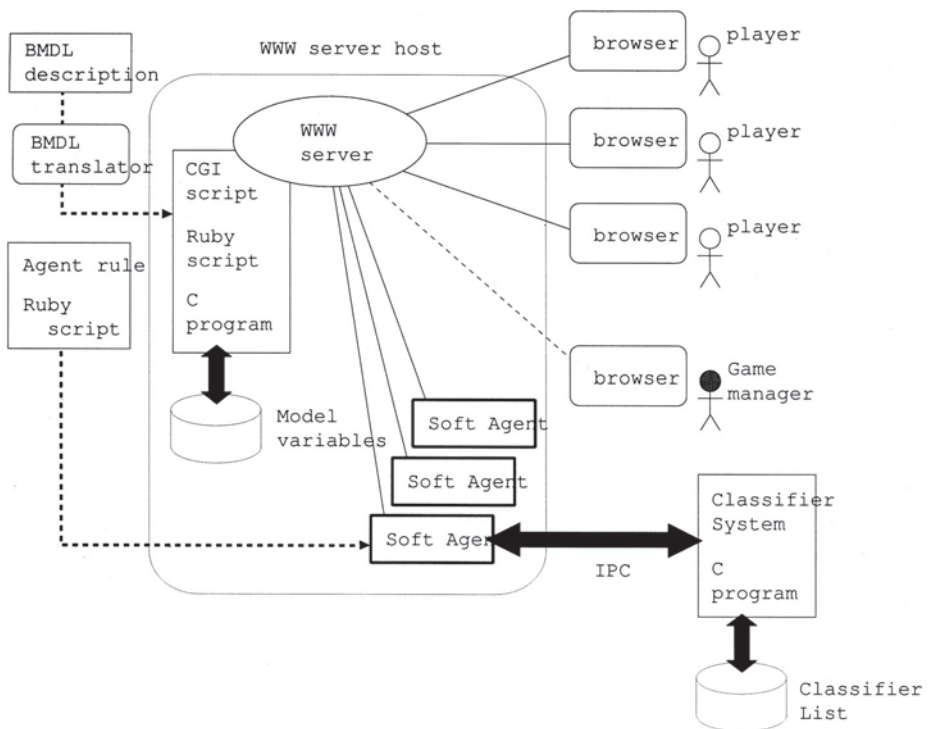 BMDL
description
BMDL
translator
Agent rule
Ruby
script
WWW server host
WWW
server
CGI
script
Ruby
script
C
program
Model
variables
Soft Agent
Soft Agent
Soft Agen
browser
player
browser
player
browser
player
browser
Game
manager
IPC
Classifier
System
C
program
Classifier
List